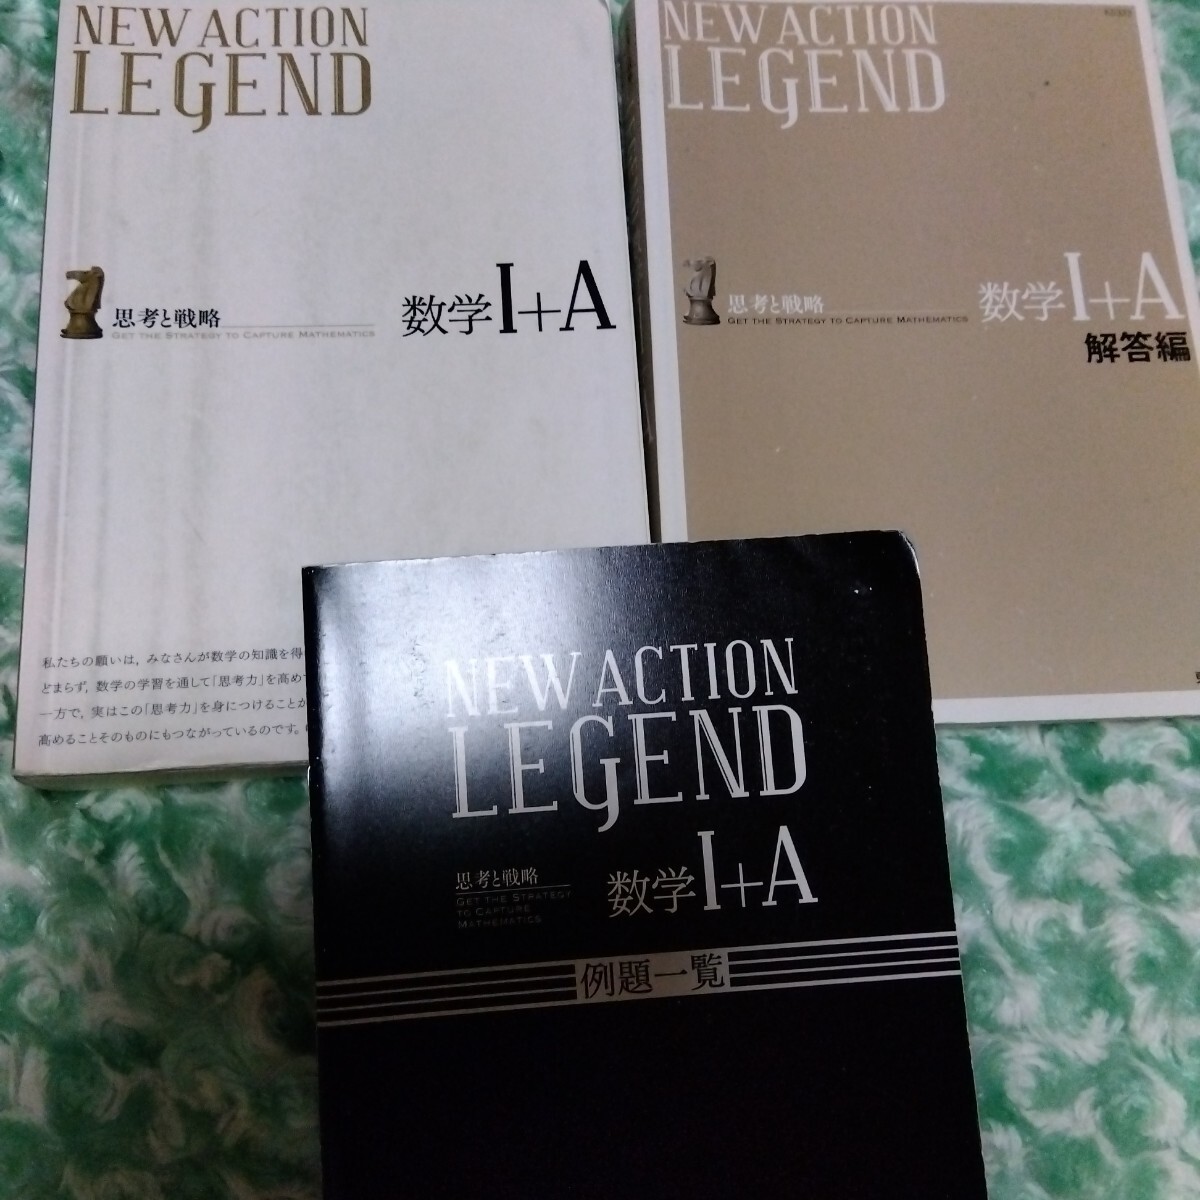 NEW ACTION
LEGEND
思考と戦略
GET THE STRATEGY TO CAPTURE MATHEMATICS
数学I+A
私たちの願いは，みなさんが数学の知識を得
どまらず，数学の学習を通して「思考力」を高め
一方で，実はこの「思考力」を身につけることが
高めることそのものにもつながっているのです。
NEW ACTION
LEGEND
思考と戦略
GET THE STRATEGY TO CAPTURE MATHEMATICS
数学I+A
解答編
NEW ACTION
LEGEND
思考と戦略
GET THE STRATEGY
TO CAPTURE
MATHEMATICS
数学I+A
例題一覧